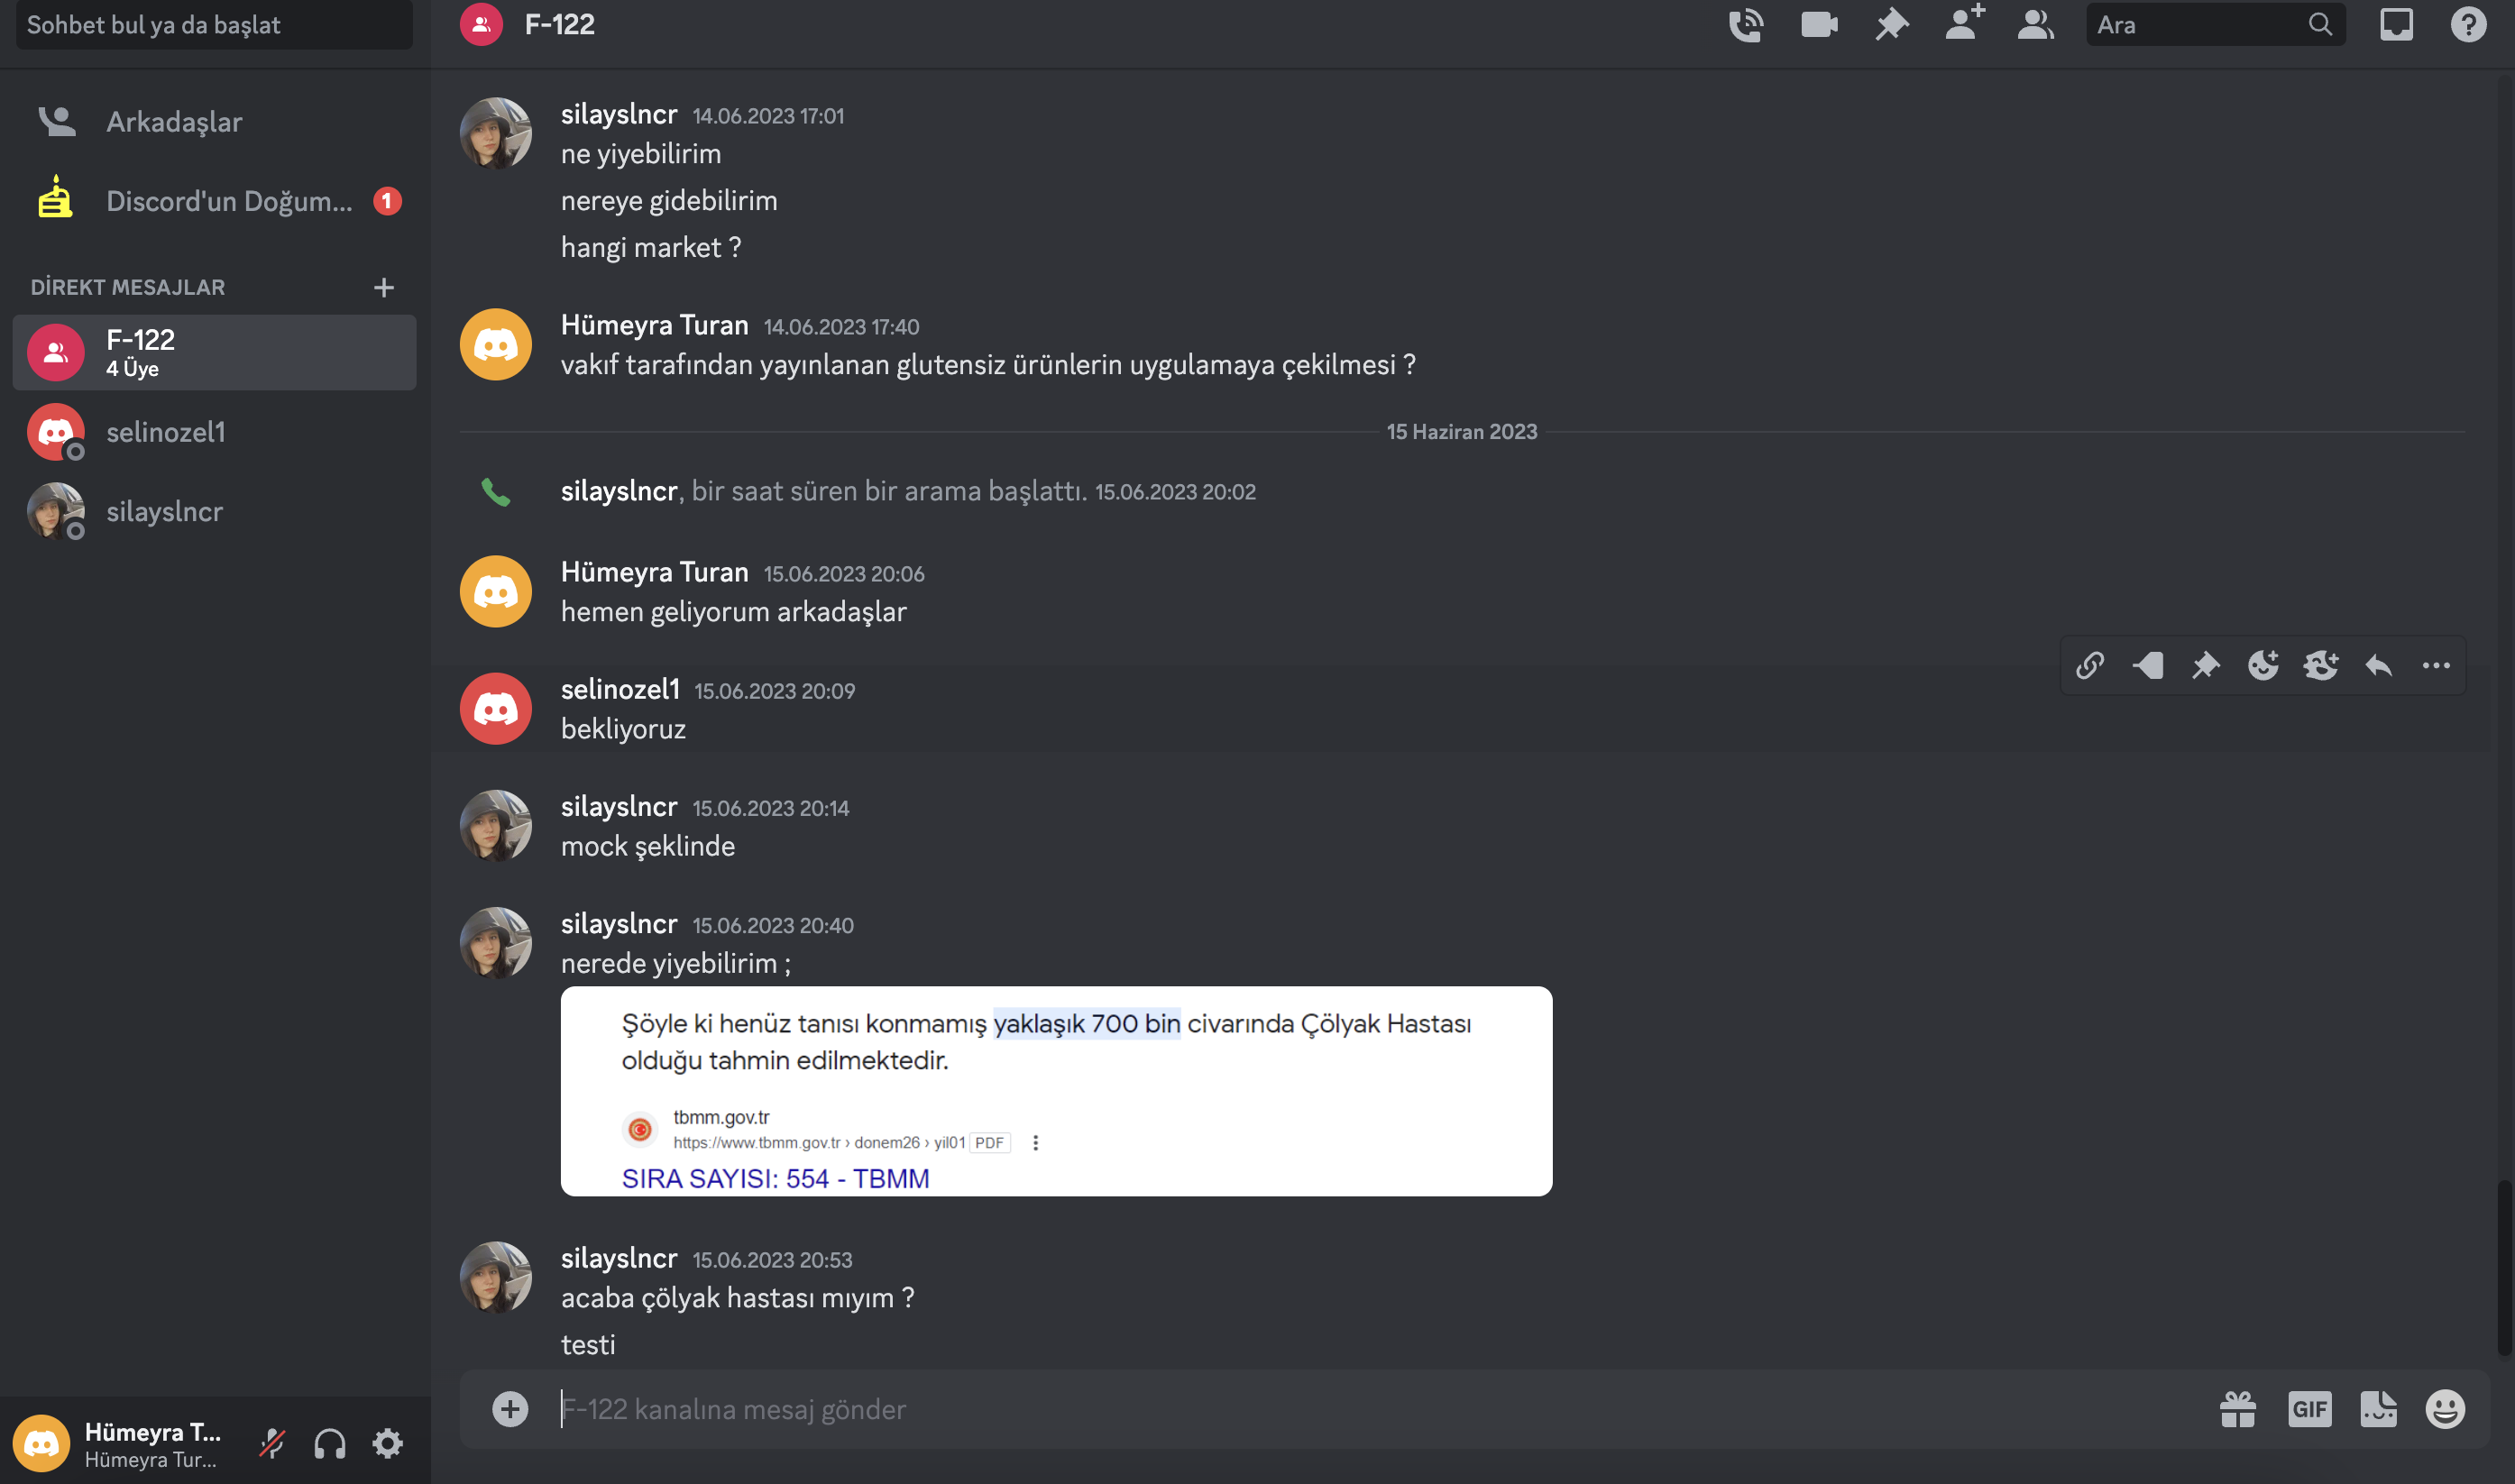 Sohbet bul ya da başlat
Arkadaşlar
Discord'un Doğum... 1
DİREKT MESAJLAR
F-122
4 Üye
selinozel1
silayslncr
Hümeyra T...
Hümeyra Tur...
F-122
Ara
silayslncr 14.06.2023 17:01
ne yiyebilirim
nereye gidebilirim
hangi market ?
Hümeyra Turan 14.06.2023 17:40
vakıf tarafından yayınlanan glutensiz ürünlerin uygulamaya çekilmesi ?
15 Haziran 2023
silayslncr, bir saat süren bir arama başlattı. 15.06.2023 20:02
Hümeyra Turan 15.06.2023 20:06
hemen geliyorum arkadaşlar
selinozel1 15.06.2023 20:09
bekliyoruz
silayslncr 15.06.2023 20:14
mock şeklinde
silayslncr 15.06.2023 20:40
nerede yiyebilirim ;
Şöyle ki henüz tanısı konmamış yaklaşık 700 bin civarında Çölyak Hastası
olduğu tahmin edilmektedir.
tbmm.gov.tr
https://www.tbmm.gov.tr › donem26 › yil01 PDF
SIRA SAYISI: 554 - TBMM
silayslncr 15.06.2023 20:53
acaba çölyak hastası mıyım ?
testi
F-122 kanalına mesaj gönder
GIF